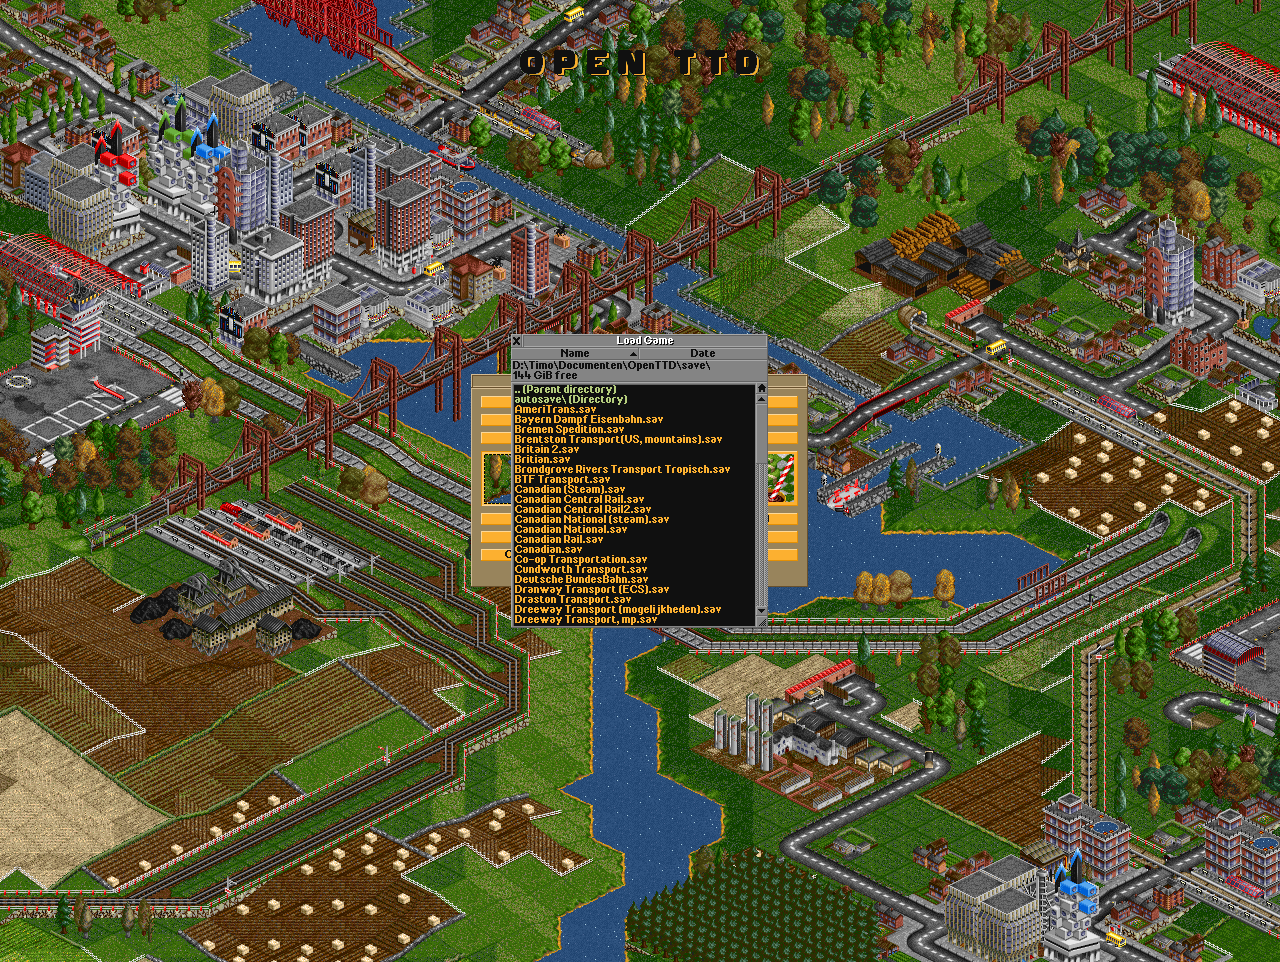 OPEN TTD
Load Game
Name Date
D:\Timo\Documenten\OpenTTD\save\
144 GiB free
.. (Parent directory)
autosave\ (Directory)
AmeriTrans.sav
Bayern Dampf Eisenbahn.sav
Bremen Spedition.sav
Brentston Transport(US, mountains).sav
Britain 2.sav
Britian.sav
Brondgrove Rivers Transport Tropisch.sav
BTF Transport.sav
Canadian (Steam).sav
Canadian Central Rail.sav
Canadian Central Rail2.sav
Canadian National (steam).sav
Canadian National.sav
Canadian Rail.sav
Canadian.sav
Co-op Transportation.sav
Cundworth Transport.sav
Deutsche BundesBahn.sav
Dranway Transport (ECS).sav
Draston Transport.sav
Dreeway Transport (mogelijkheden).sav
Dreeway Transport, mp.sav